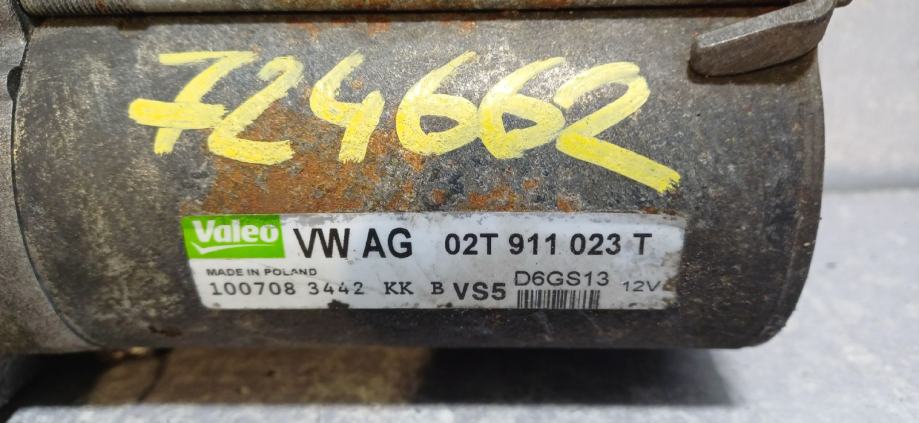 724662
Valeo VW AG 02T 911 023 T
MADE IN POLAND D6GS13
100708 3442 KK B VS5 12V